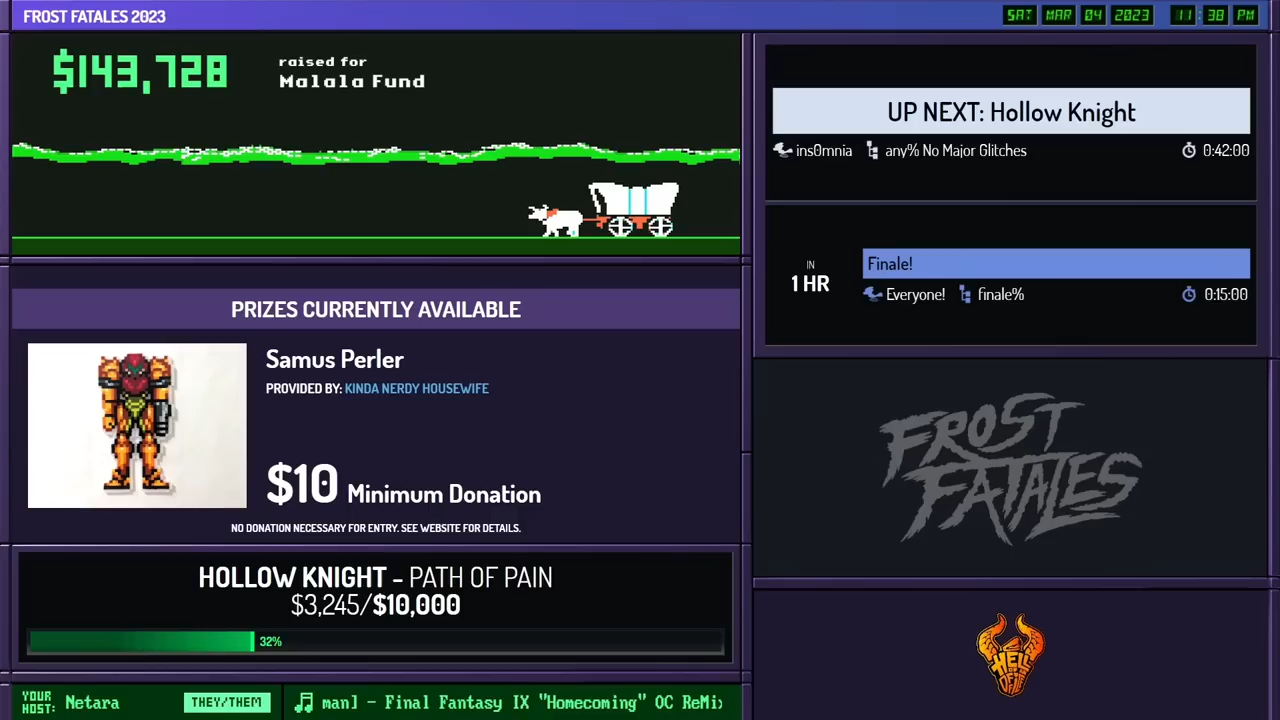 FROST FATALES 2023
SAT MAR 04 2023 11:38 PM
$143,728
raised for
Malala Fund
UP NEXT: Hollow Knight
ins0mnia any% No Major Glitches 0:42:00
IN
1 HR
Finale!
Everyone! finale% 0:15:00
PRIZES CURRENTLY AVAILABLE
Samus Perler
PROVIDED BY: KINDA NERDY HOUSEWIFE
$10 Minimum Donation
NO DONATION NECESSARY FOR ENTRY. SEE WEBSITE FOR DETAILS.
FROST
FATALES
HOLLOW KNIGHT - PATH OF PAIN
$3,245/$10,000
32%
HELL
OF IT
YOUR
HOST: Netara THEY/THEM
man] - Final Fantasy IX "Homecoming" OC ReMi